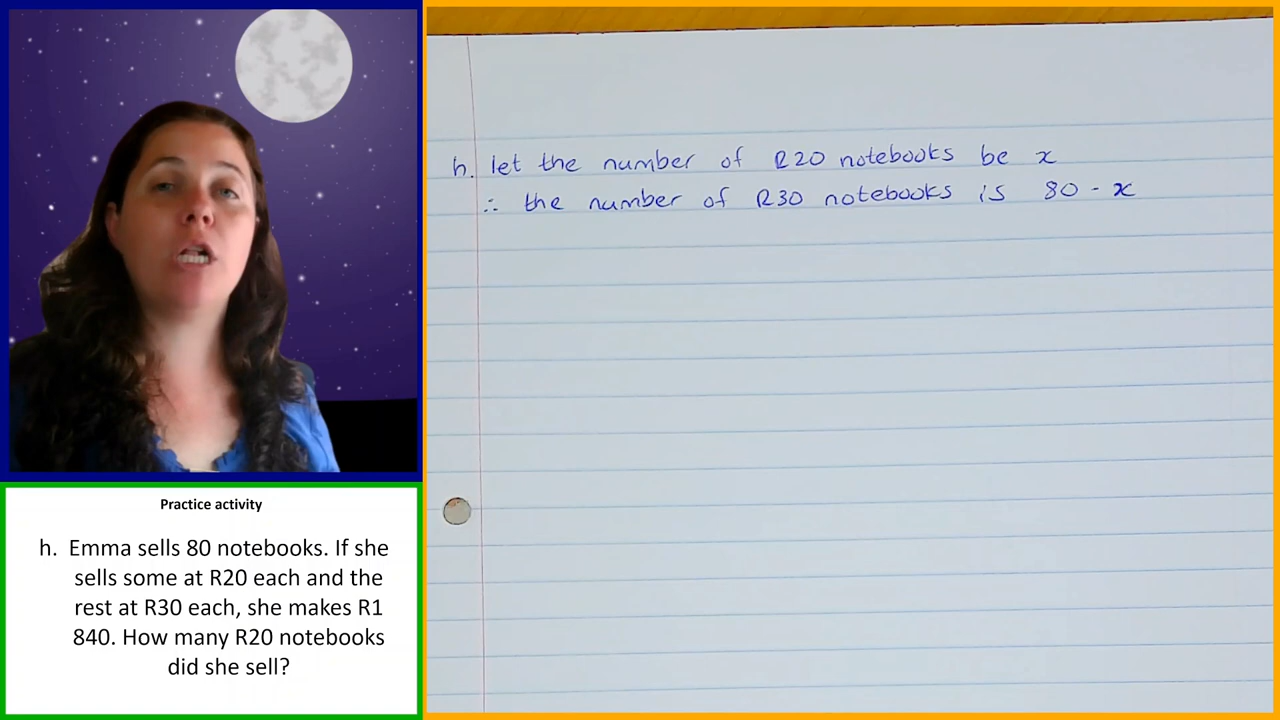 h. let the number of R20 notebooks be x
∴ the number of R30 notebooks is 80 - x
Practice activity
h. Emma sells 80 notebooks. If she
sells some at R20 each and the
rest at R30 each, she makes R1
840. How many R20 notebooks
did she sell?